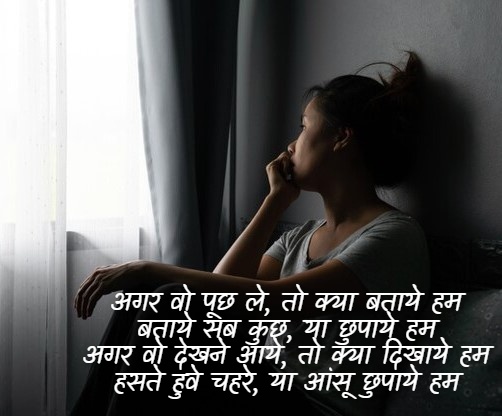 अगर वो पूछ ले, तो क्या बताये हम
बताये सब कुछ, या छुपाये हम
अगर वो देखने आये, तो क्या दिखाये हम
हसते हुवे चहरे, या आंसू छुपाये हम